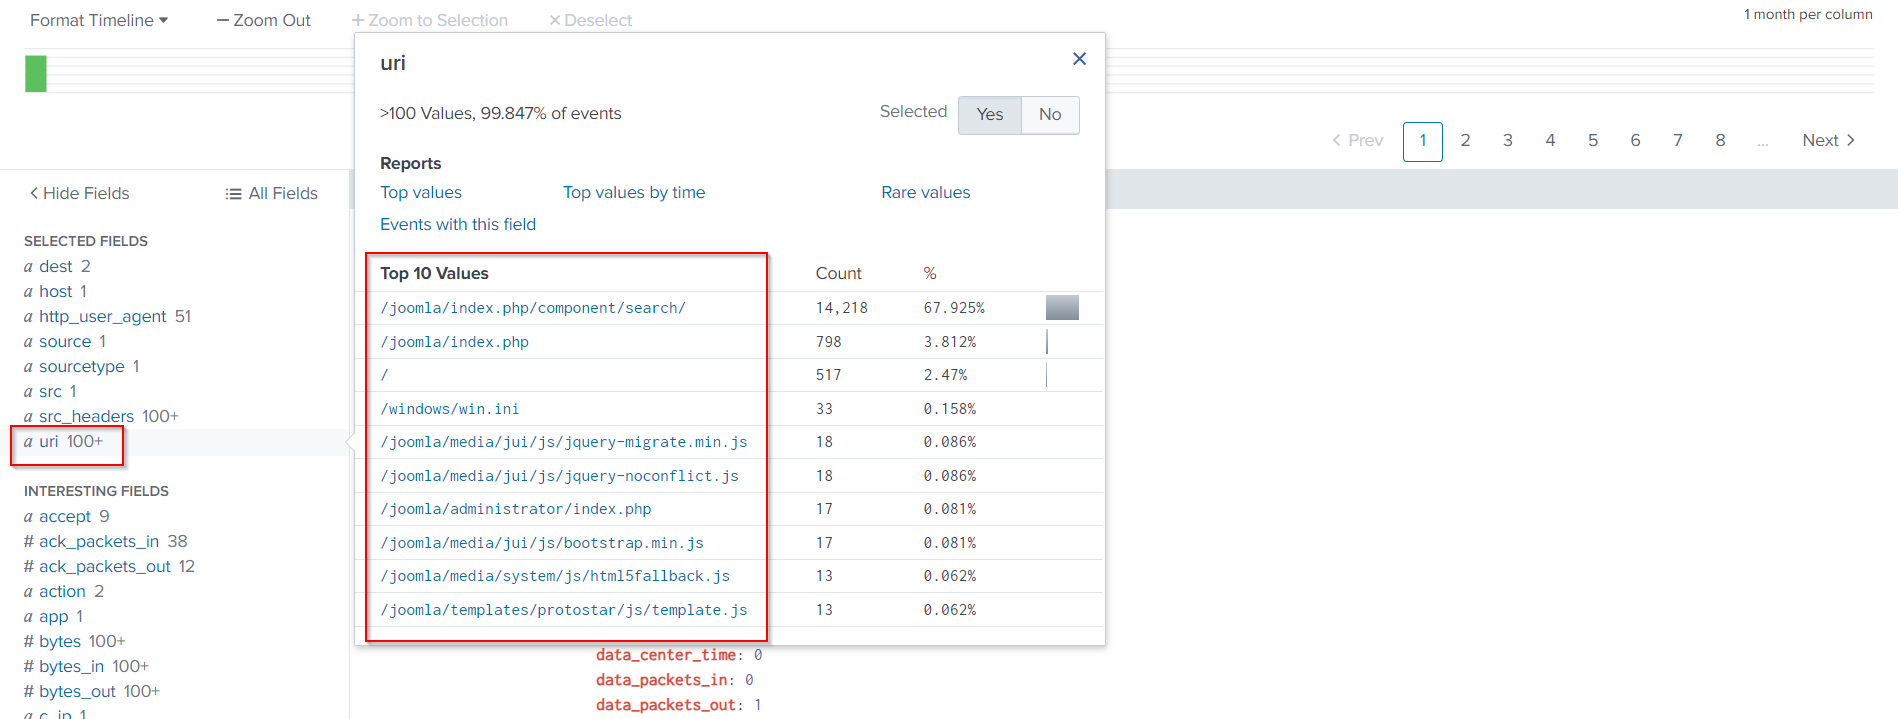 Format Timeline ▾ — Zoom Out + Zoom to Selection × Deselect 1 month per column
uri ×
>100 Values, 99.847% of events Selected Yes No
‹ Prev 1 2 3 4 5 6 7 8 ... Next ›
Reports
Top values Top values by time Rare values
Events with this field
‹ Hide Fields All Fields
SELECTED FIELDS
a dest 2
a host 1
a http_user_agent 51
a source 1
a sourcetype 1
a src 1
a src_headers 100+
a uri 100+
INTERESTING FIELDS
a accept 9
# ack_packets_in 38
# ack_packets_out 12
a action 2
a app 1
# bytes 100+
# bytes_in 100+
# bytes_out 100+
a c_ip 1
Top 10 Values Count %
/joomla/index.php/component/search/ 14,218 67.925%
/joomla/index.php 798 3.812%
/ 517 2.47%
/windows/win.ini 33 0.158%
/joomla/media/jui/js/jquery-migrate.min.js 18 0.086%
/joomla/media/jui/js/jquery-noconflict.js 18 0.086%
/joomla/administrator/index.php 17 0.081%
/joomla/media/jui/js/bootstrap.min.js 17 0.081%
/joomla/media/system/js/html5fallback.js 13 0.062%
/joomla/templates/protostar/js/template.js 13 0.062%
data_center_time: 0
data_packets_in: 0
data_packets_out: 1